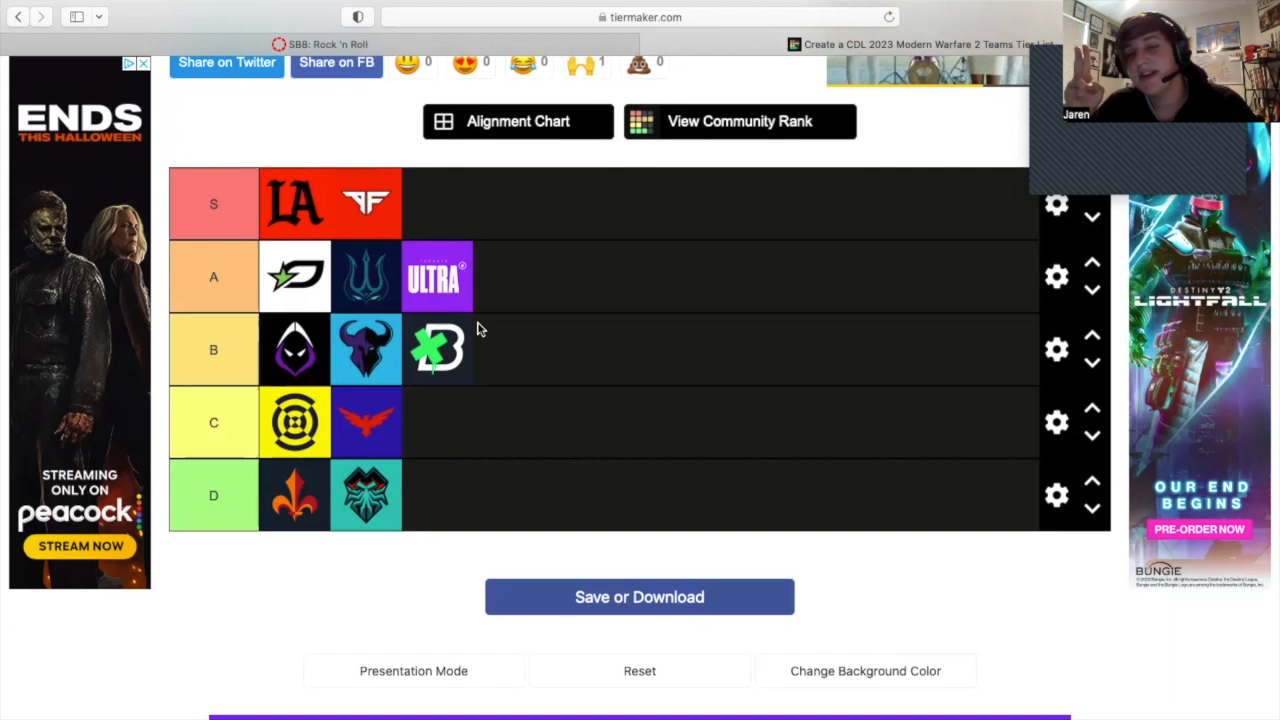 tiermaker.com
SB8: Rock 'n Roll
Create a CDL 2023 Modern Warfare 2 Teams Tier List
Share on Twitter
Share on FB
0
0
0
1
0
Jaren
Alignment Chart
View Community Rank
ENDS
THIS HALLOWEEN
STREAMING
ONLY ON
peacock
STREAM NOW
S
LA
A
TORONTO
ULTRA
B
B
C
D
DESTINY 2
LIGHTFALL
OUR END
BEGINS
PRE-ORDER NOW
BUNGIE
Save or Download
Presentation Mode
Reset
Change Background Color